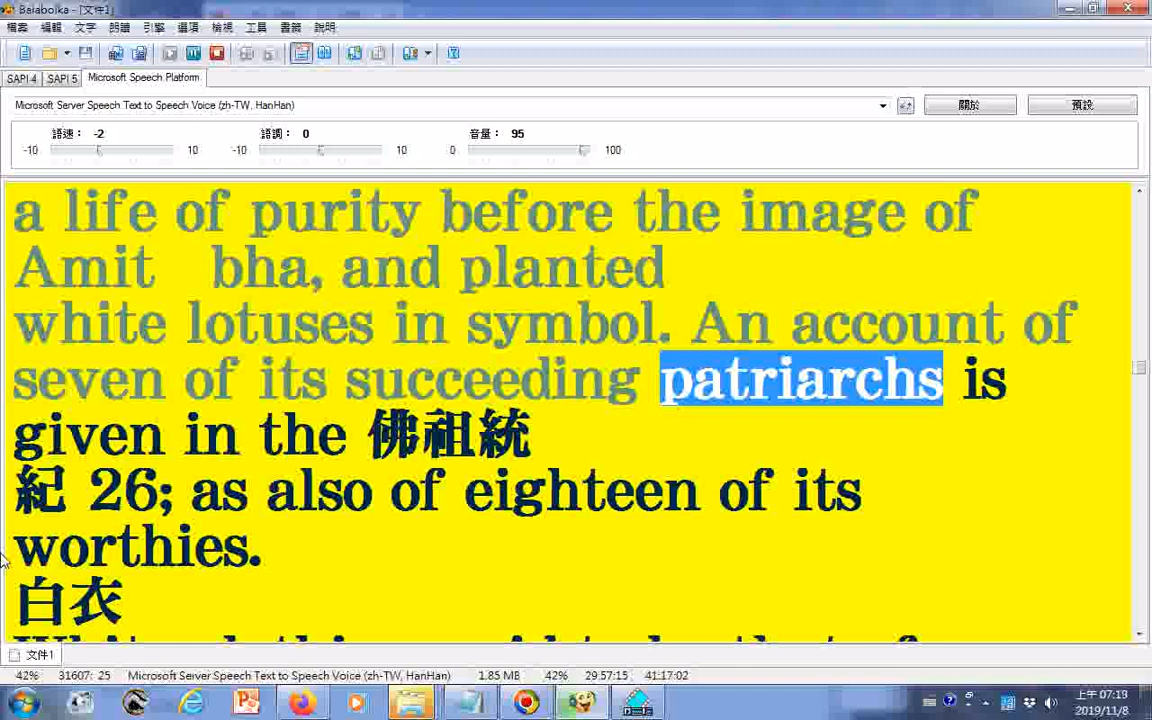 Balabolka - [文件1]
檔案 編輯 文字 朗讀 引擎 選項 檢視 工具 書籤 說明
SAPI 4 SAPI 5 Microsoft Speech Platform
Microsoft Server Speech Text to Speech Voice (zh-TW, HanHan) 關於 預設
語速: -2 語調: 0 音量: 95
-10 10 -10 10 0 100
a life of purity before the image of
Amit bha, and planted
white lotuses in symbol. An account of
seven of its succeeding patriarchs is
given in the 佛祖統
紀 26; as also of eighteen of its
worthies.
白衣
文件1
42% 31607: 25 Microsoft Server Speech Text to Speech Voice (zh-TW, HanHan) 1.85 MB 42% 29:57:15 41:17:02
上午 07:19
2019/11/8